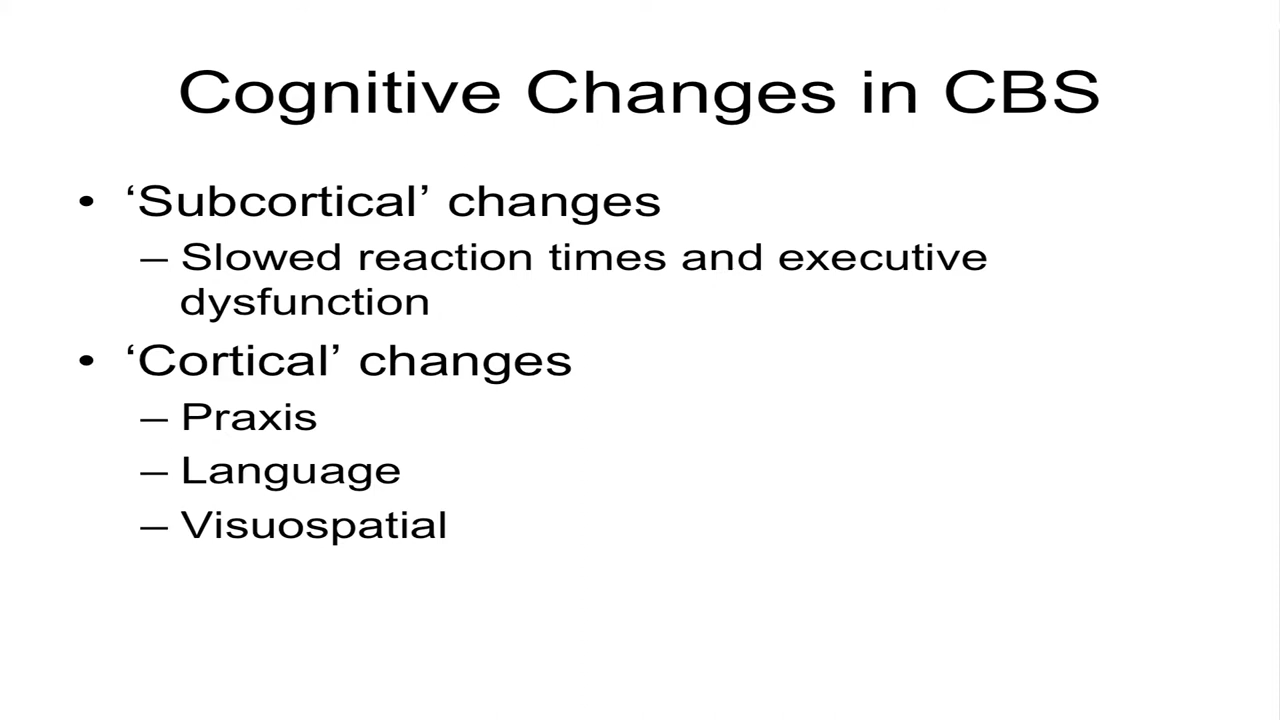 Cognitive Changes in CBS
• ‘Subcortical’ changes
– Slowed reaction times and executive
dysfunction
• ‘Cortical’ changes
– Praxis
– Language
– Visuospatial